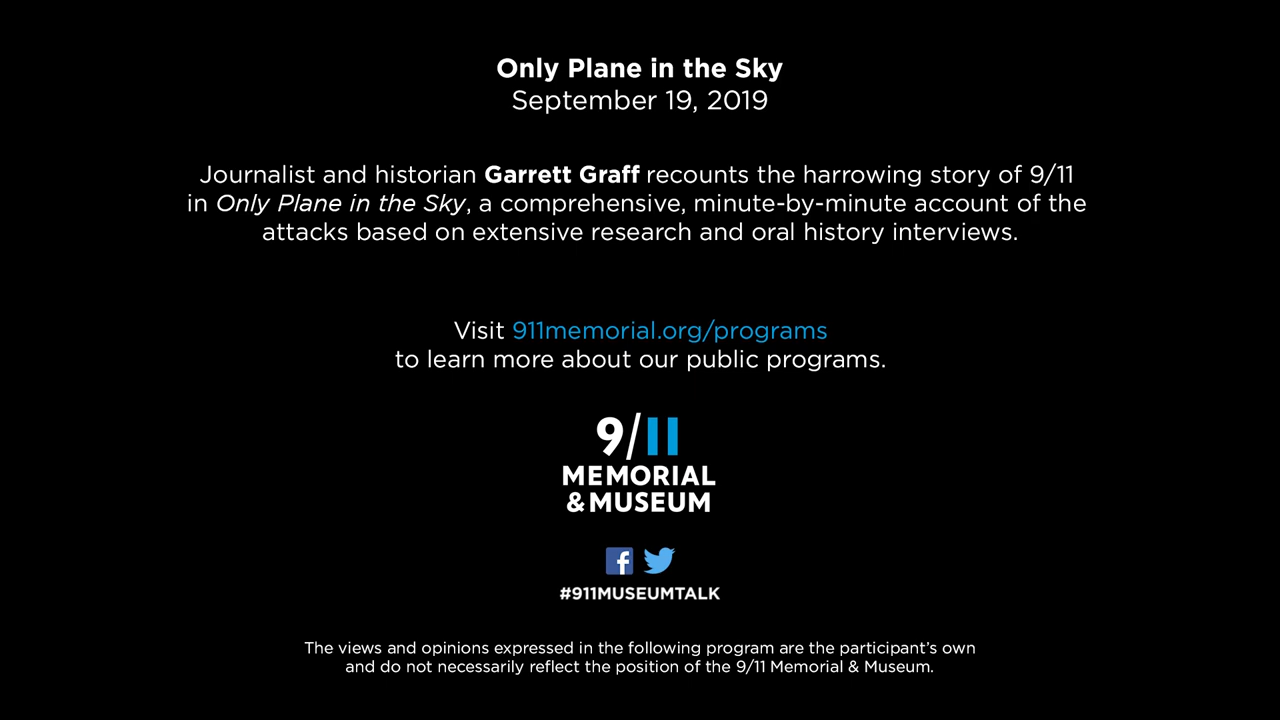 Only Plane in the Sky
September 19, 2019
Journalist and historian Garrett Graff recounts the harrowing story of 9/11
in Only Plane in the Sky, a comprehensive, minute-by-minute account of the
attacks based on extensive research and oral history interviews.
Visit 911memorial.org/programs
to learn more about our public programs.
9/11
MEMORIAL
& MUSEUM
#911MUSEUMTALK
The views and opinions expressed in the following program are the participant's own
and do not necessarily reflect the position of the 9/11 Memorial & Museum.